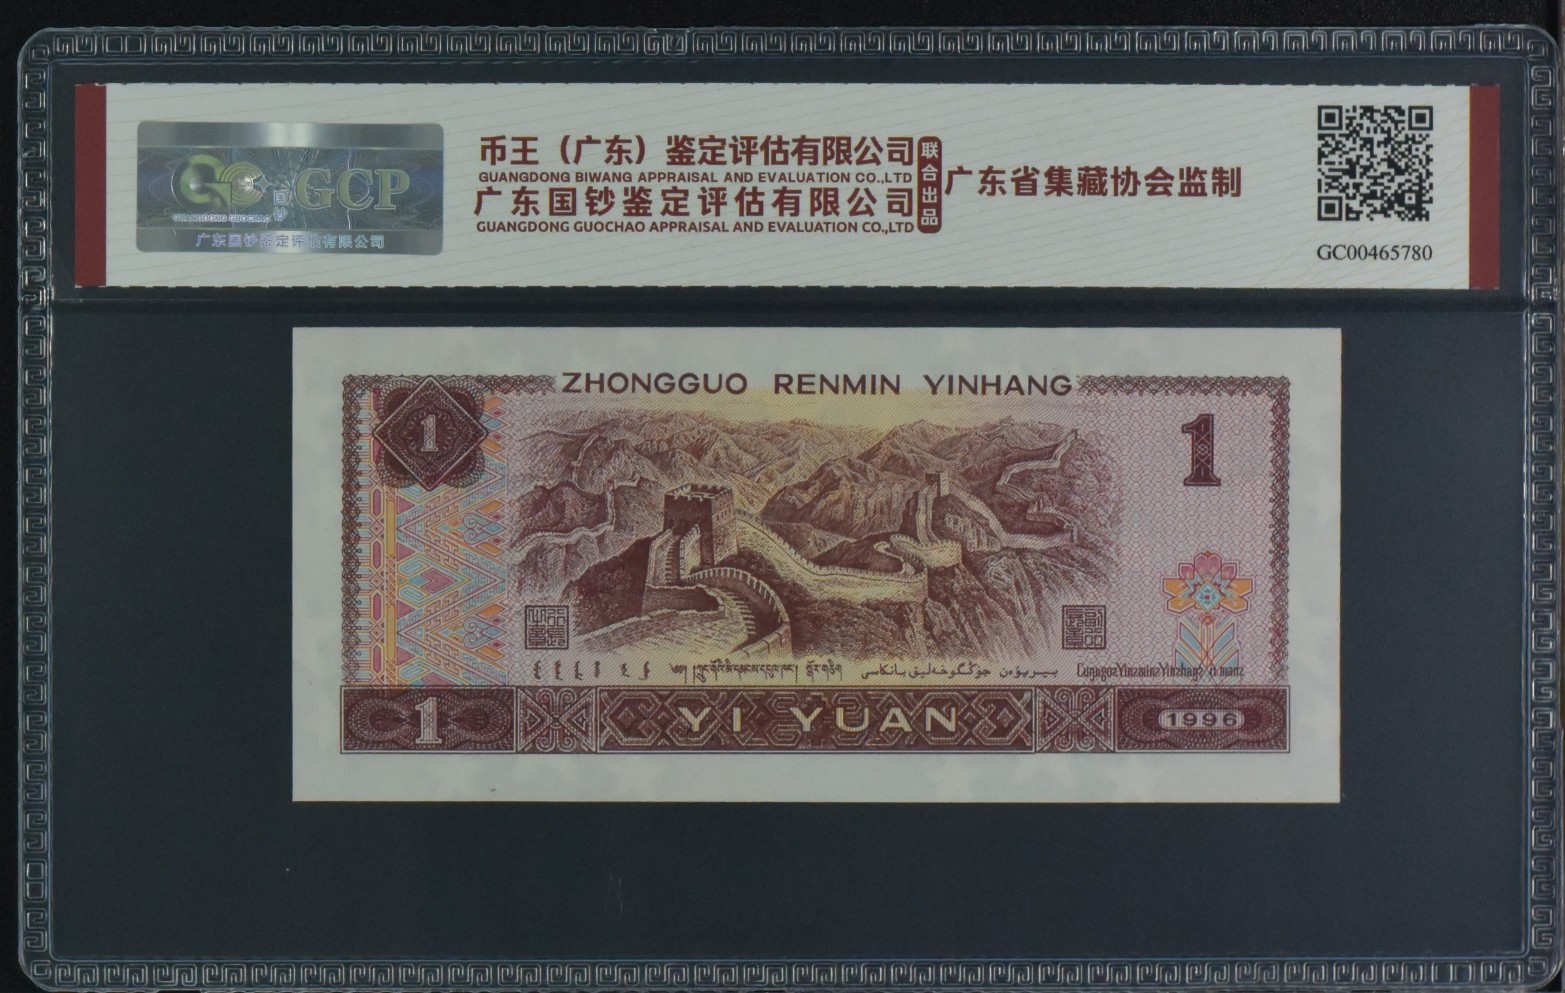 币王（广东）鉴定评估有限公司
GUANGDONG BIWANG APPRAISAL AND EVALUATION CO.,LTD
广东国钞鉴定评估有限公司
GUANGDONG GUOCHAO APPRAISAL AND EVALUATION CO.,LTD
联合出品
广东省集藏协会监制
GCP
GUANGDONG GUOCHAO
广东国钞鉴定评估有限公司
GC00465780
ZHONGGUO RENMIN YINHANG
1
1
1
YI YUAN
1996